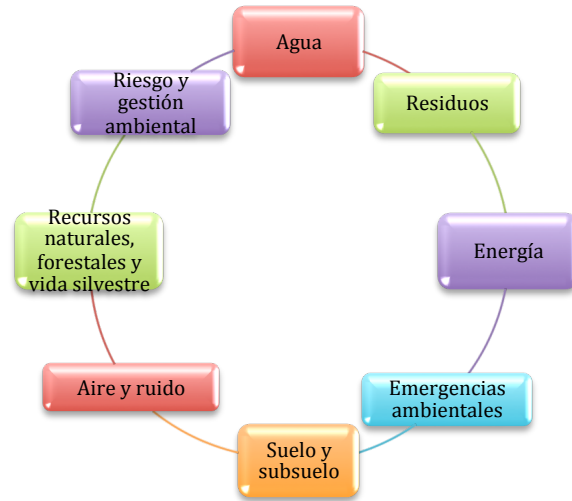 Agua
Residuos
Energía
Emergencias
ambientales
Suelo y
subsuelo
Aire y ruido
Recursos
naturales,
forestales y
vida silvestre
Riesgo y
gestión
ambiental